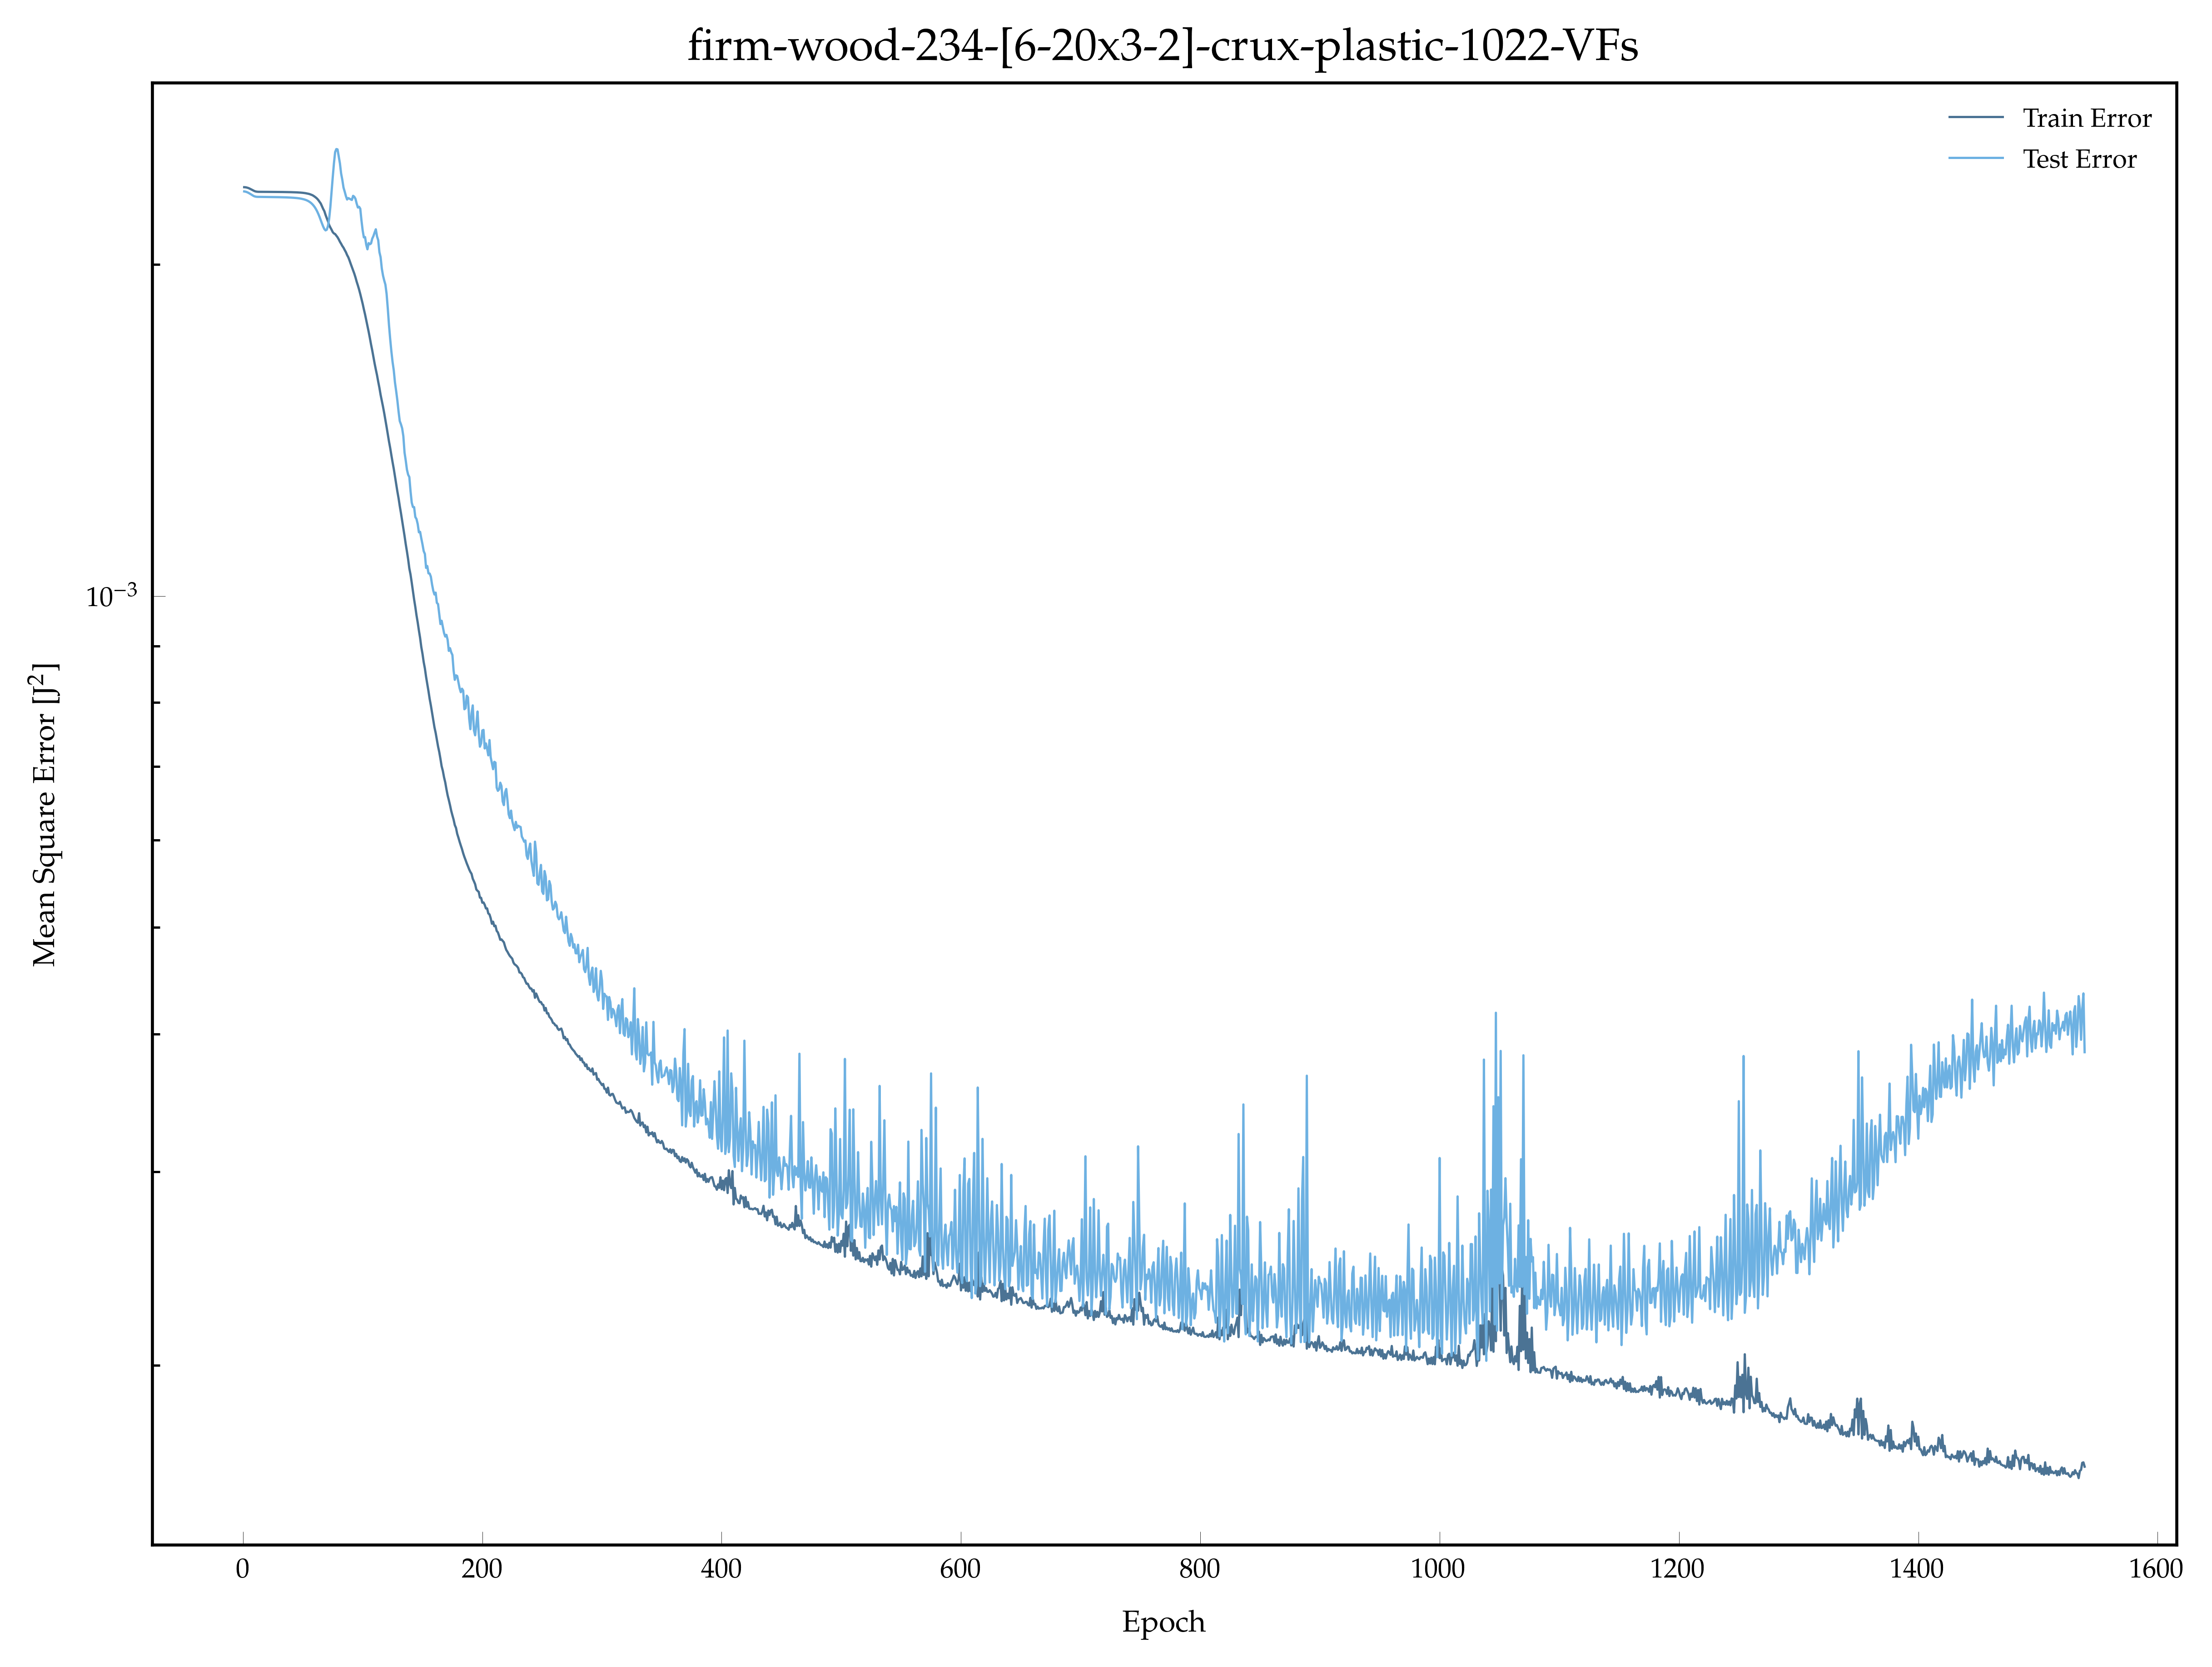 firm-wood-234-[6-20x3-2]-crux-plastic-1022-VFs
Train Error
Test Error
10⁻³
Mean Square Error [J²]
0 200 400 600 800 1000 1200 1400 1600
Epoch